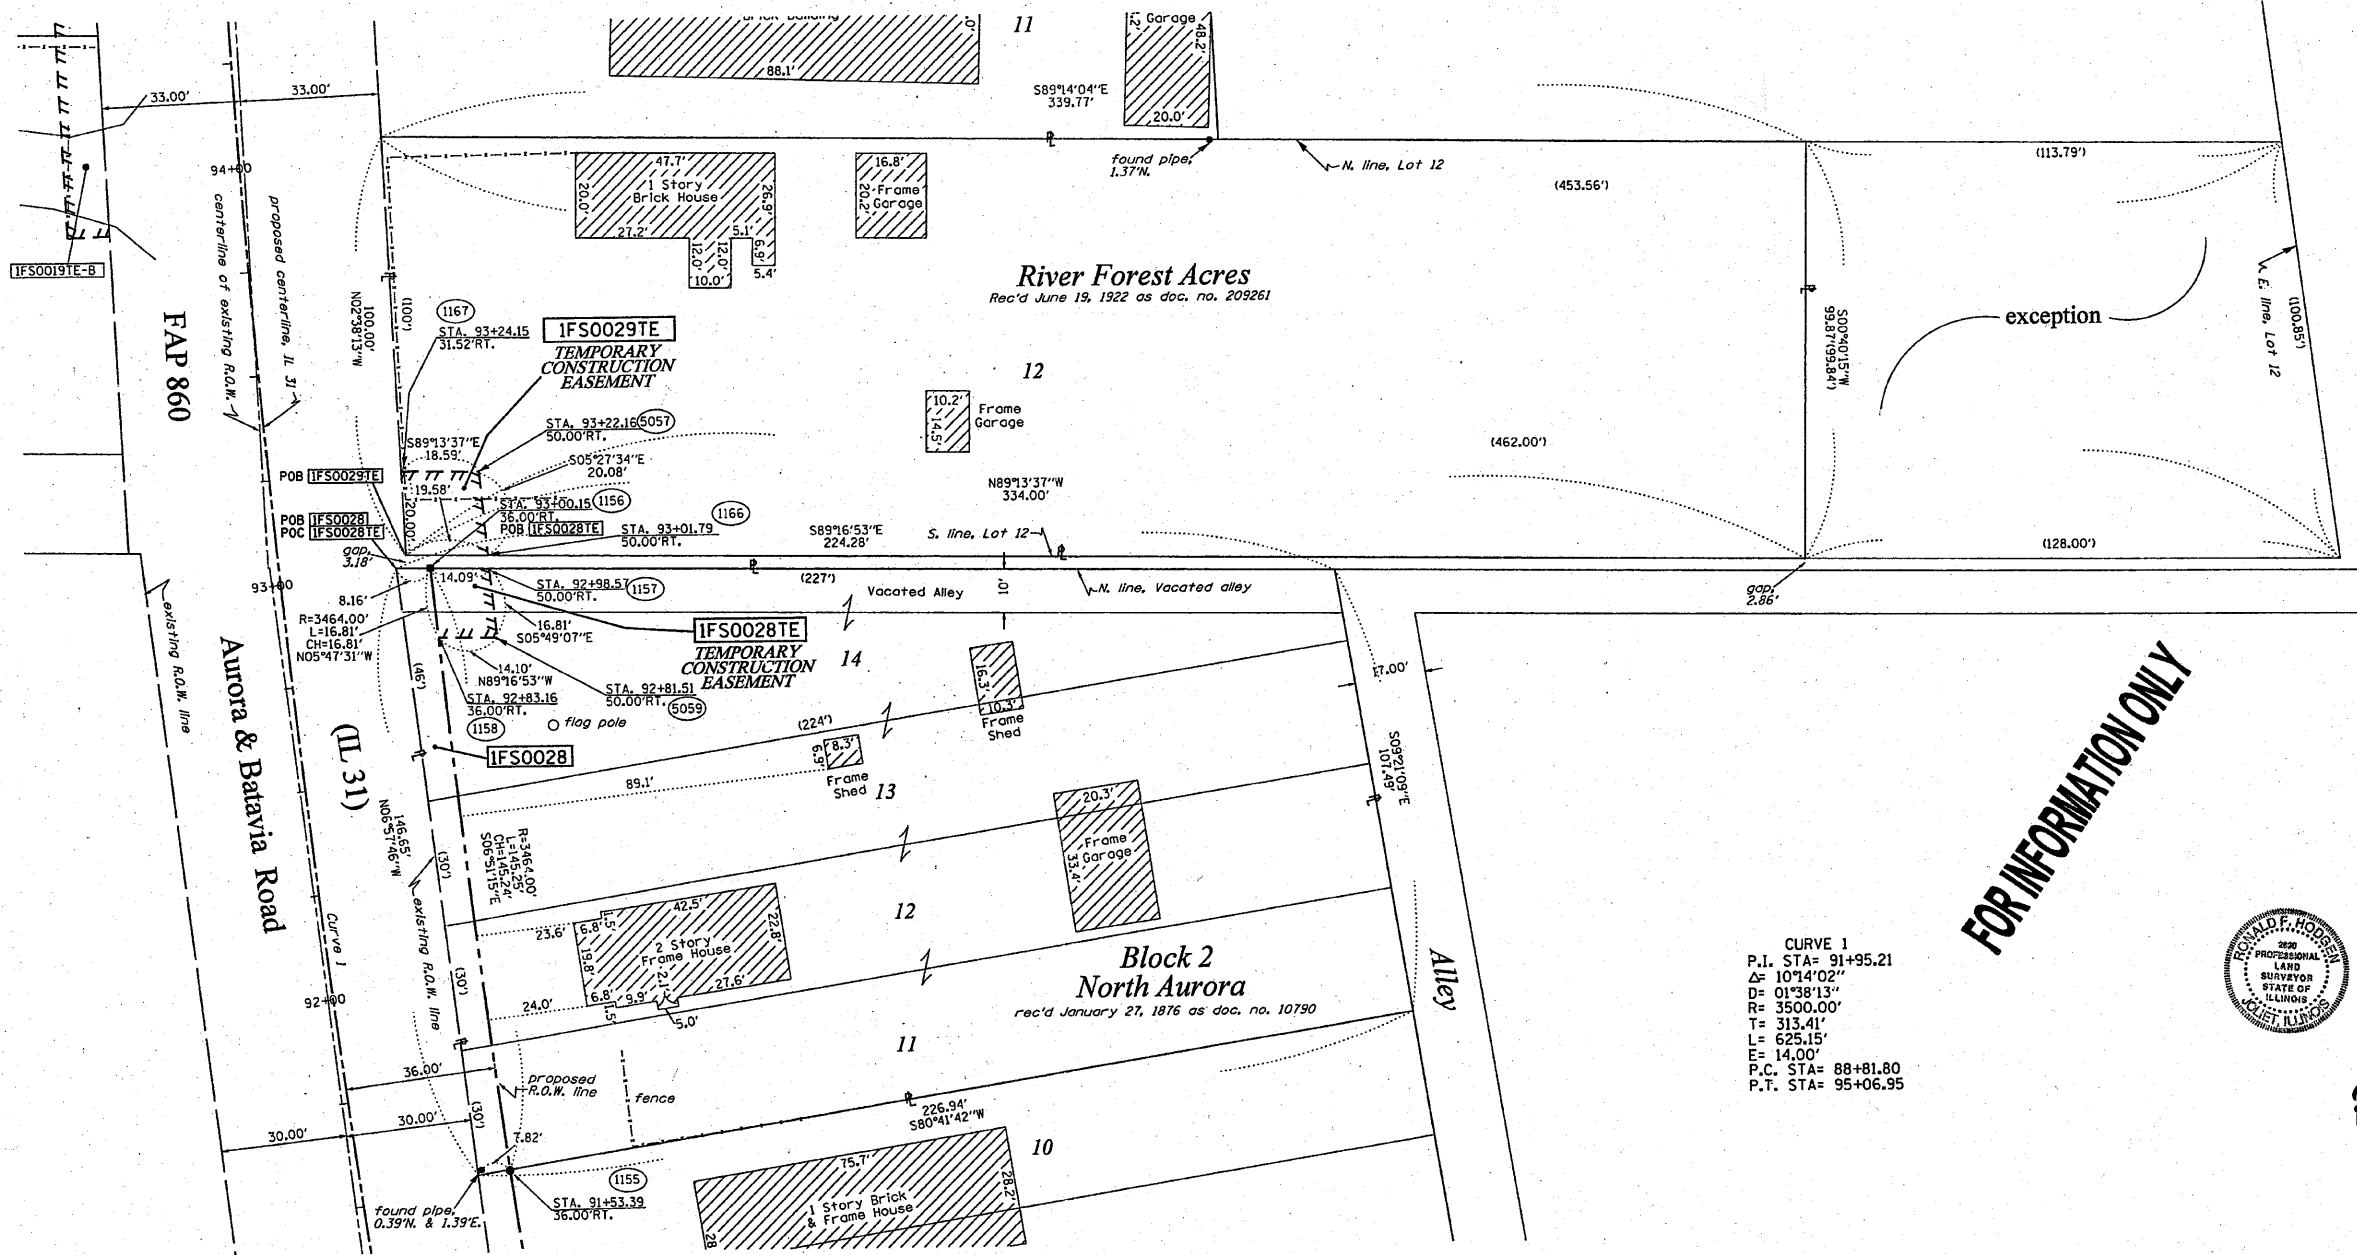 Brick Building
88.1'
11
Garage
48.2'
20.0'
S89°14'04"E
339.77'
33.00'
33.00'
94+00
found pipe,
1.37'N.
N. line, Lot 12
(113.79')
(453.56')
47.7'
20.0'
1 Story
Brick House
26.9'
27.2'
5.1'
12.0'
12.0'
6.9'
10.0'
5.4'
16.8'
20.2'
Frame
Garage
1FS0019TE-B
centerline of existing R.O.W.
proposed centerline, IL 31
FAP 860
100.00'
N02°38'13"W
(100')
River Forest Acres
Rec'd June 19, 1922 as doc. no. 209261
1167
STA. 93+24.15
31.52'RT.
1FS0029TE
TEMPORARY
CONSTRUCTION
EASEMENT
12
S00°40'15"W
99.87'(99.84')
exception
(100.85')
E. line, Lot 12
10.2'
14.5'
Frame
Garage
STA. 93+22.16
50.00'RT.
5057
S89°13'37"E
18.59'
S05°27'34"E
20.08'
(462.00')
POB 1FS0029TE
19.58'
20.00'
N89°13'37"W
334.00'
STA. 93+00.15
36.00'RT.
1156
POB 1FS0028TE
STA. 93+01.79
50.00'RT.
1166
POB 1FS0028
POC 1FS0028TE
S89°16'53"E
224.28'
S. line, Lot 12
(128.00')
gap,
3.18'
93+00
14.09'
STA. 92+98.57
50.00'RT.
1157
(227')
Vacated Alley
10'
N. line, Vacated alley
gap,
2.86'
8.16'
R=3464.00'
L=16.81'
CH=16.81'
N05°47'31"W
16.81'
S05°49'07"E
1FS0028TE
TEMPORARY
CONSTRUCTION
EASEMENT
14
existing R.O.W. line
Aurora & Batavia Road
(IL 31)
(46')
14.10'
N89°16'53"W
STA. 92+83.16
36.00'RT.
1158
STA. 92+81.51
50.00'RT.
5059
flag pole
16.3'
10.3'
Frame
Shed
17.00'
(224')
1FS0028
8.3'
6.9'
Frame
Shed
89.1'
13
S09°21'09"E
107.49'
146.65'
N06°57'46"W
(30')
existing R.O.W. line
R=3464.00'
L=145.25'
CH=145.24'
S06°51'15"E
20.3'
Frame
Garage
33.4'
FOR INFORMATION ONLY
Curve 1
23.6'
6.8'
1.5'
42.5'
22.8'
19.8'
2 Story
Frame House
2.1'
27.6'
6.8'
9.9'
1.5'
5.0'
24.0'
12
(30')
92+00
Block 2
North Aurora
rec'd January 27, 1876 as doc. no. 10790
Alley
11
36.00'
proposed
R.O.W. line
fence
226.94'
S80°41'42"W
30.00'
30.00'
(30')
7.82'
10
found pipe,
0.39'N. & 1.39'E.
1155
STA. 91+53.39
36.00'RT.
75.7'
28.2'
1 Story Brick
& Frame House
28
CURVE 1
P.I. STA= 91+95.21
Δ= 10°14'02"
D= 01°38'13"
R= 3500.00'
T= 313.41'
L= 625.15'
E= 14.00'
P.C. STA= 88+81.80
P.T. STA= 95+06.95
RONALD F. HODGEN
PROFESSIONAL
LAND
SURVEYOR
STATE OF
ILLINOIS
JOLIET, ILLINOIS